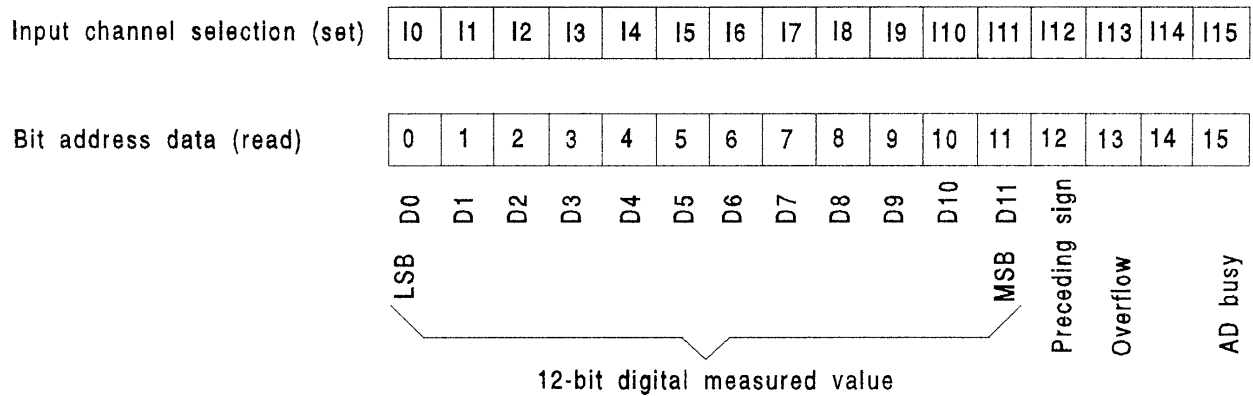 Input channel selection (set) I0 I1 I2 I3 I4 I5 I6 I7 I8 I9 I10 I11 I12 I13 I14 I15
Bit address data (read) 0 1 2 3 4 5 6 7 8 9 10 11 12 13 14 15
D0 D1 D2 D3 D4 D5 D6 D7 D8 D9 D10 D11
LSB
MSB
Preceding sign
Overflow
AD busy
12-bit digital measured value